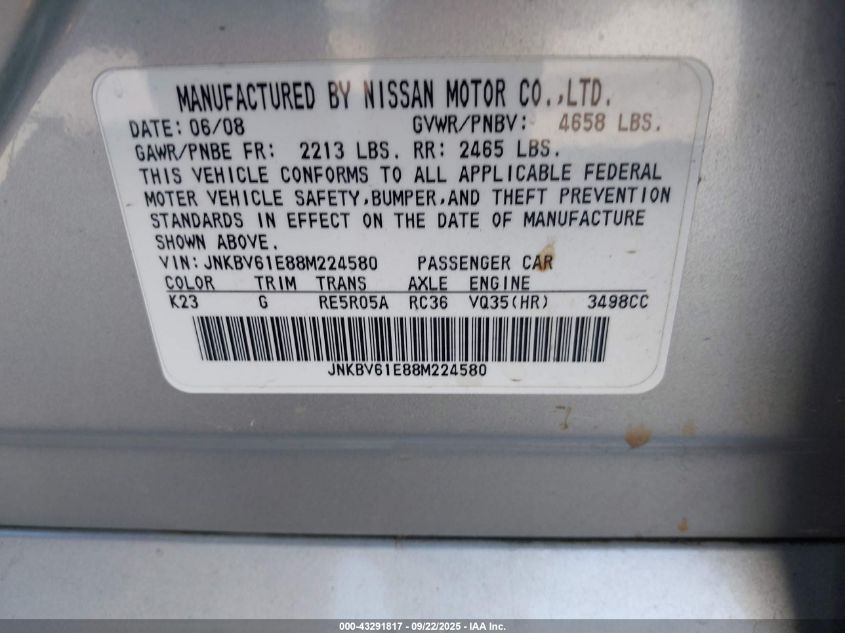 MANUFACTURED BY NISSAN MOTOR CO.,LTD.
DATE: 06/08 GVWR/PNBV: 4658 LBS.
GAWR/PNBE FR: 2213 LBS. RR: 2465 LBS.
THIS VEHICLE CONFORMS TO ALL APPLICABLE FEDERAL
MOTER VEHICLE SAFETY,BUMPER,AND THEFT PREVENTION
STANDARDS IN EFFECT ON THE DATE OF MANUFACTURE
SHOWN ABOVE.
VIN: JNKBV61E88M224580 PASSENGER CAR
COLOR TRIM TRANS AXLE ENGINE
K23 G RE5R05A RC36 VQ35(HR) 3498CC
JNKBV61E88M224580
000-43291817 - 09/22/2025 - IAA Inc.